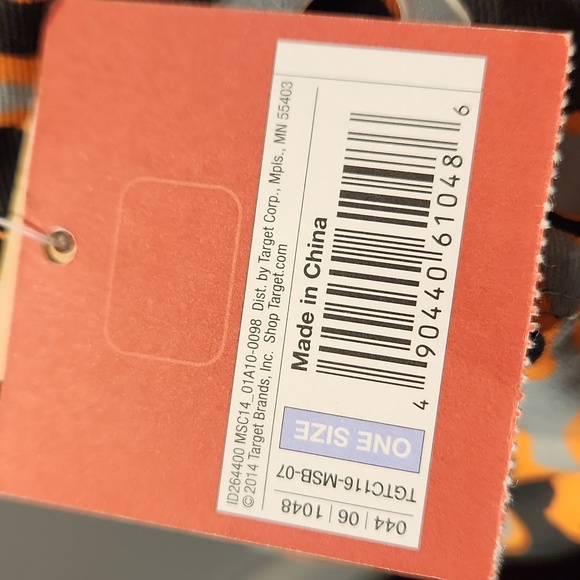 ID264400 MSC14_01A10-0098 Dist. by Target Corp., Mpls., MN 55403
©2014 Target Brands, Inc. Shop Target.com
Made in China
4 90440 61048 6
ONE SIZE
TGTC116-MSB-07
044 | 06 | 1048